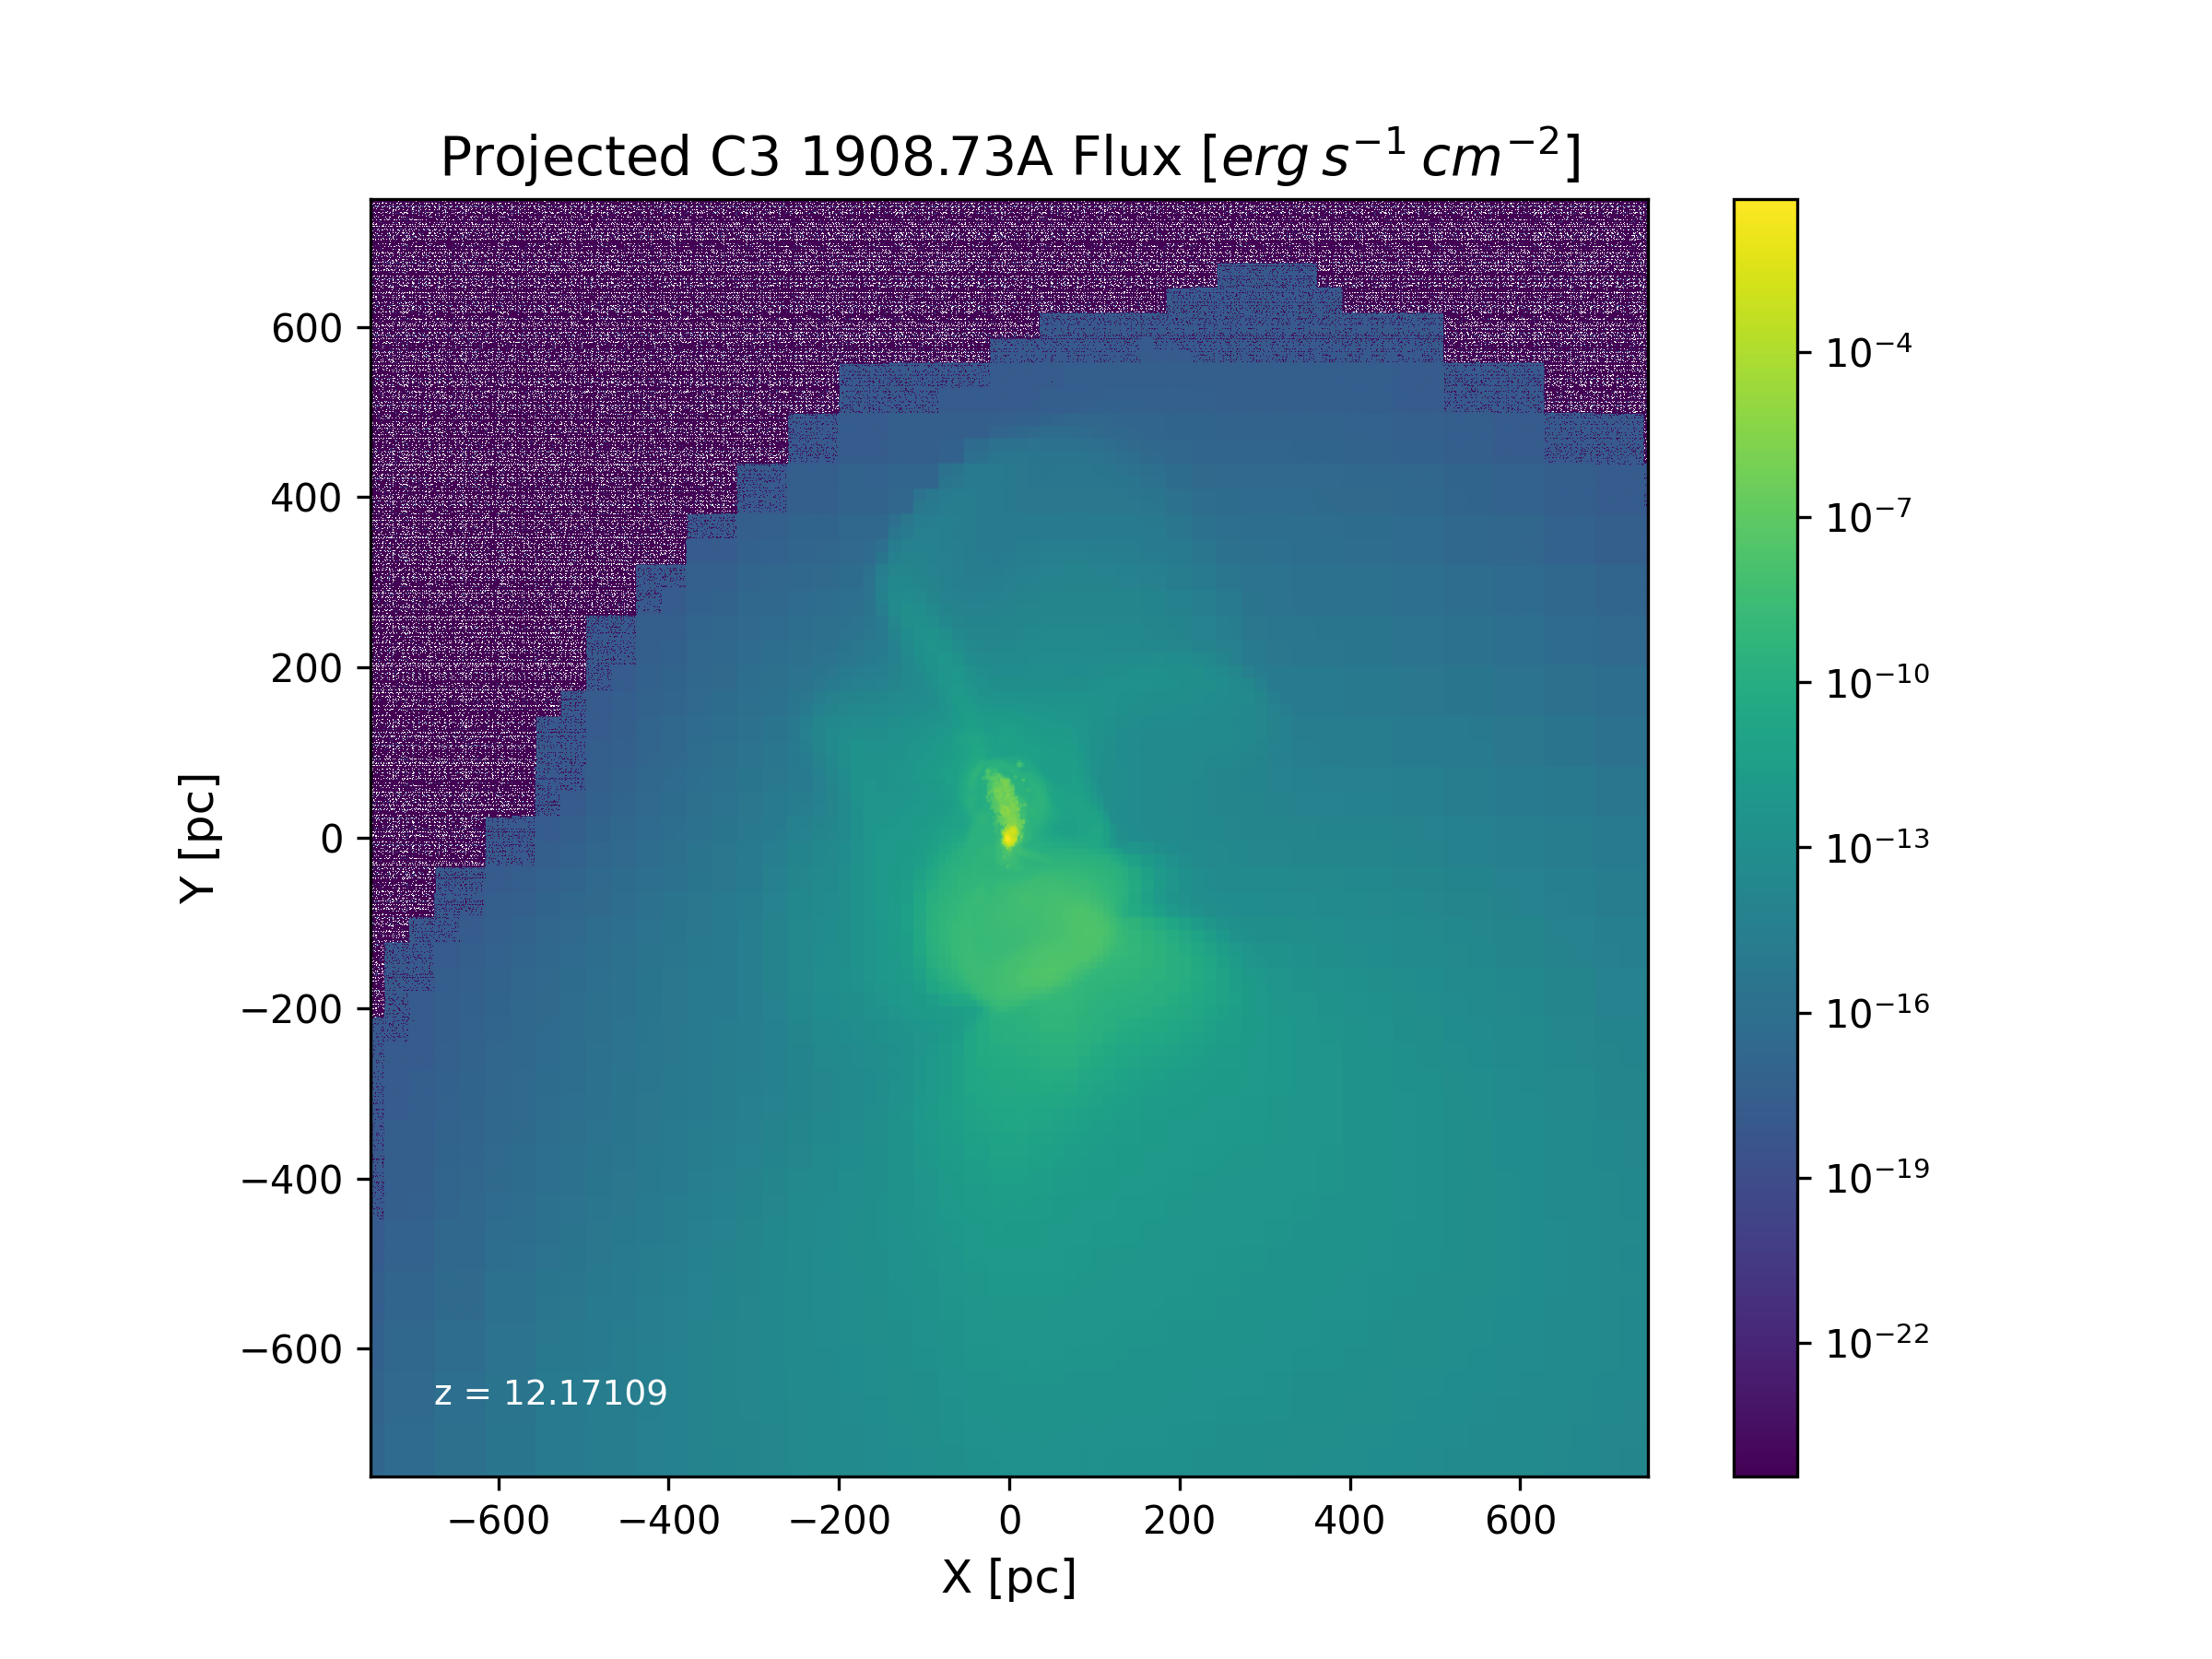 Projected C3 1908.73A Flux [erg s⁻¹ cm⁻²]
600
400
200
0
−200
−400
−600
Y [pc]
z = 12.17109
−600 −400 −200 0 200 400 600
X [pc]
10⁻⁴
10⁻⁷
10⁻¹⁰
10⁻¹³
10⁻¹⁶
10⁻¹⁹
10⁻²²